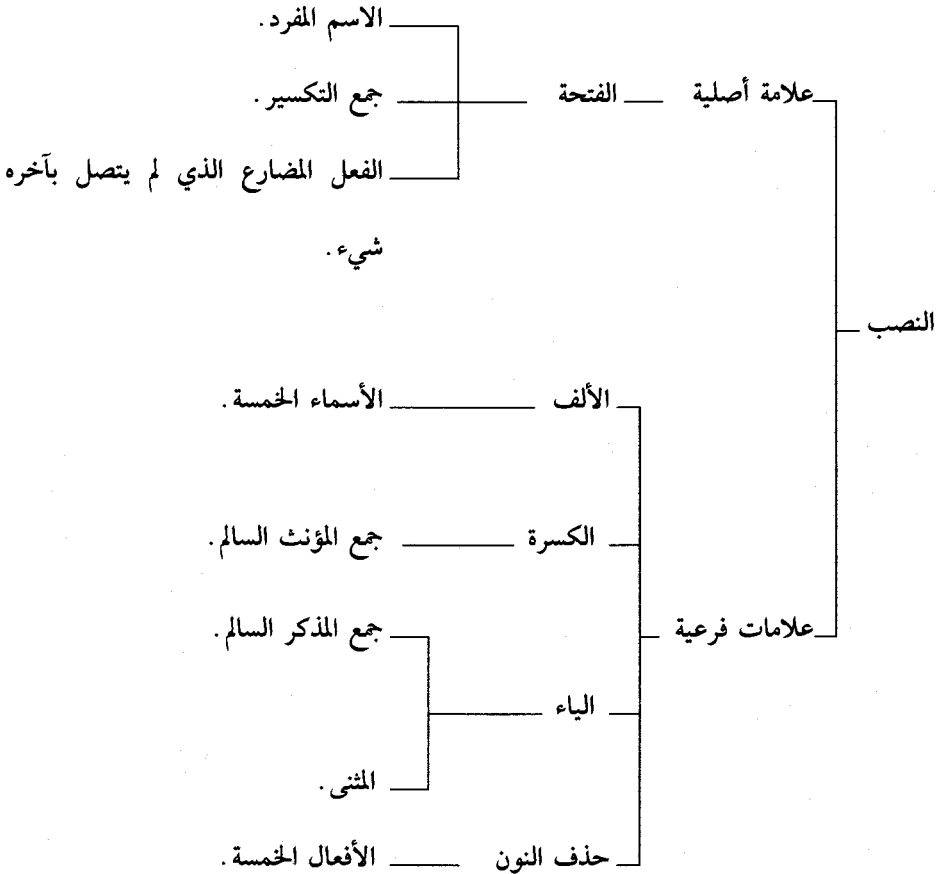 الاسم المفرد.
علامة أصلية الفتحة جمع التكسير.
الفعل المضارع الذي لم يتصل بآخره
شيء.
النصب
الألف الأسماء الخمسة.
الكسرة جمع المؤنث السالم.
علامات فرعية جمع المذكر السالم.
الياء
المثنى.
حذف النون الأفعال الخمسة.